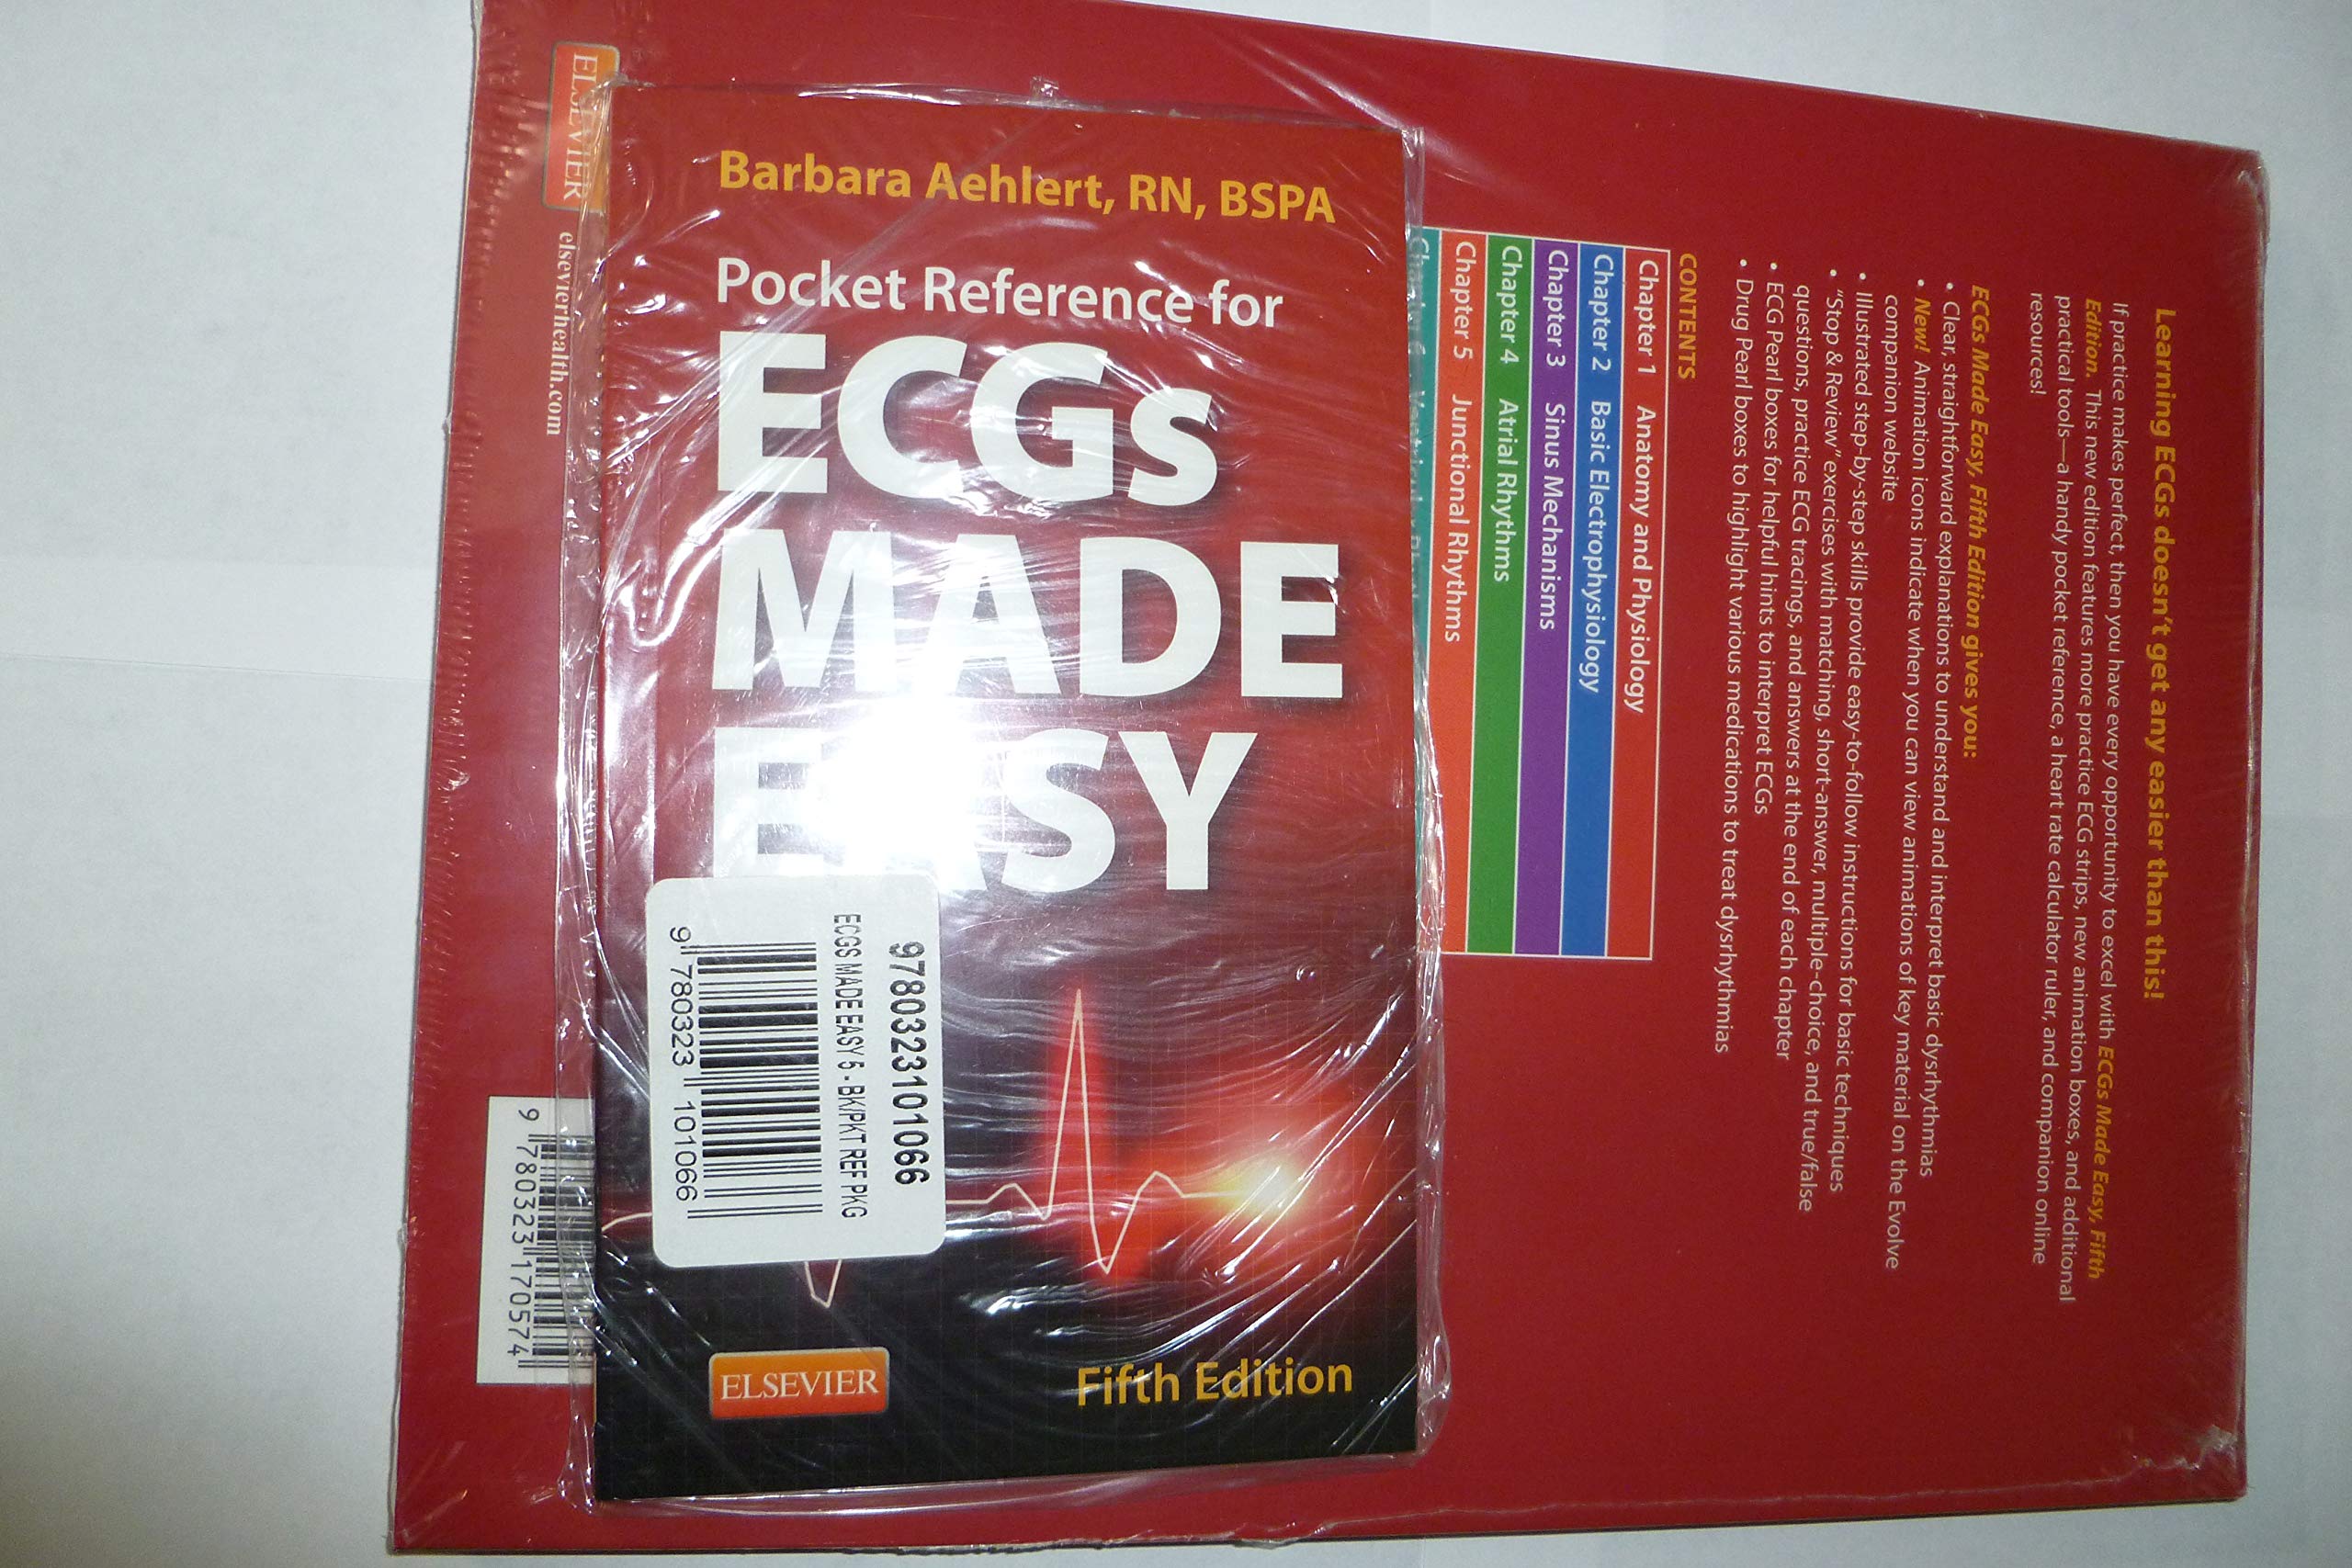 Barbara Aehlert, RN, BSPA
Pocket Reference for
ECGs
MADE
EASY
9780323101066
ECGS MADE EASY 5 - BK/PKT REF PKG
9 780323 101066
ELSEVIER
Fifth Edition
Learning ECGs doesn't get any easier than this!
If practice makes perfect, then you have every opportunity to excel with ECGs Made Easy, Fifth
Edition. This new edition features more practice ECG strips, new animation boxes, and additional
practical tools—a handy pocket reference, a heart rate calculator ruler, and companion online
resources!
ECGs Made Easy, Fifth Edition gives you:
• Clear, straightforward explanations to understand and interpret basic dysrhythmias
• New! Animation icons indicate when you can view animations of key material on the Evolve
companion website
• Illustrated step-by-step skills provide easy-to-follow instructions for basic techniques
• "Stop & Review" exercises with matching, short-answer, multiple-choice, and true/false
questions, practice ECG tracings, and answers at the end of each chapter
• ECG Pearl boxes for helpful hints to interpret ECGs
• Drug Pearl boxes to highlight various medications to treat dysrhythmias
CONTENTS
Chapter 1 Anatomy and Physiology
Chapter 2 Basic Electrophysiology
Chapter 3 Sinus Mechanisms
Chapter 4 Atrial Rhythms
Chapter 5 Junctional Rhythms
ELSEVIER
elsevierhealth.com
9 780323 170574